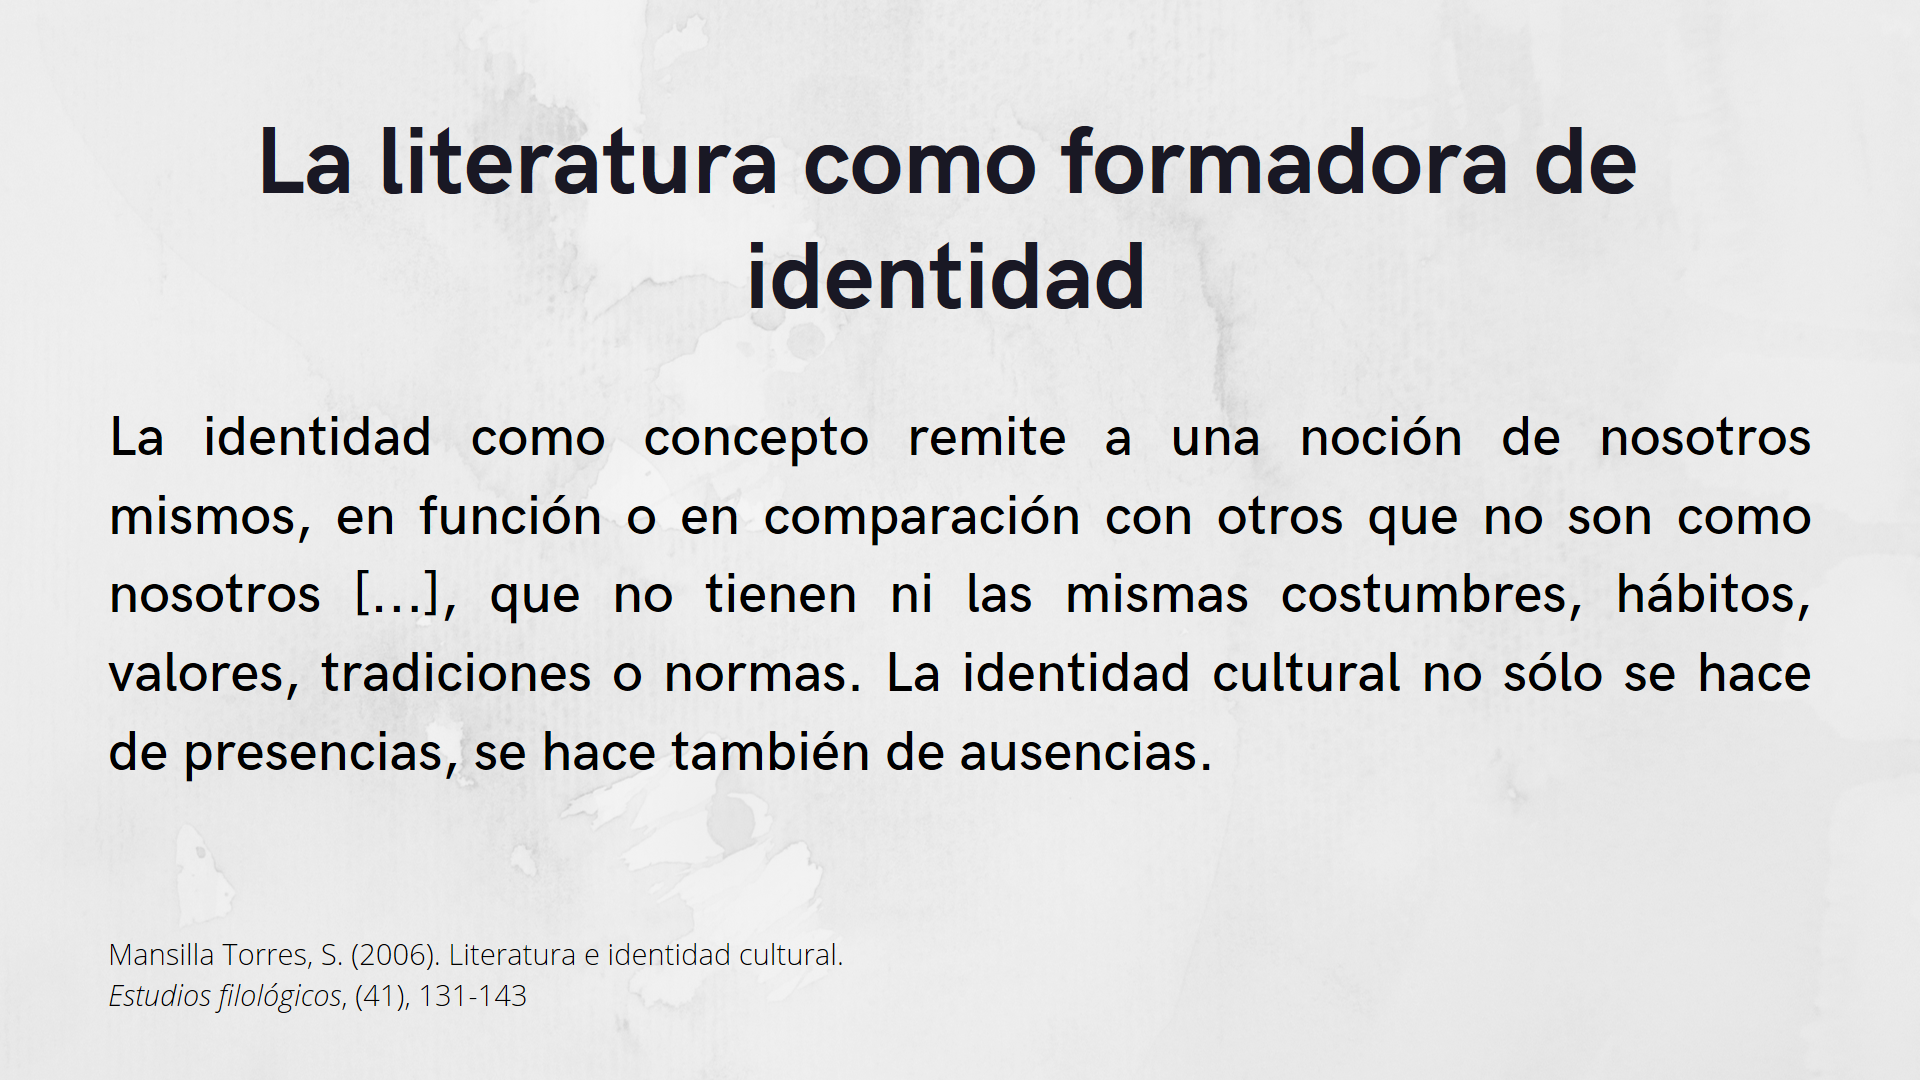 La literatura como formadora de
identidad
La identidad como concepto remite a una noción de nosotros
mismos, en función o en comparación con otros que no son como
nosotros [...], que no tienen ni las mismas costumbres, hábitos,
valores, tradiciones o normas. La identidad cultural no sólo se hace
de presencias, se hace también de ausencias.
Mansilla Torres, S. (2006). Literatura e identidad cultural.
Estudios filológicos, (41), 131-143